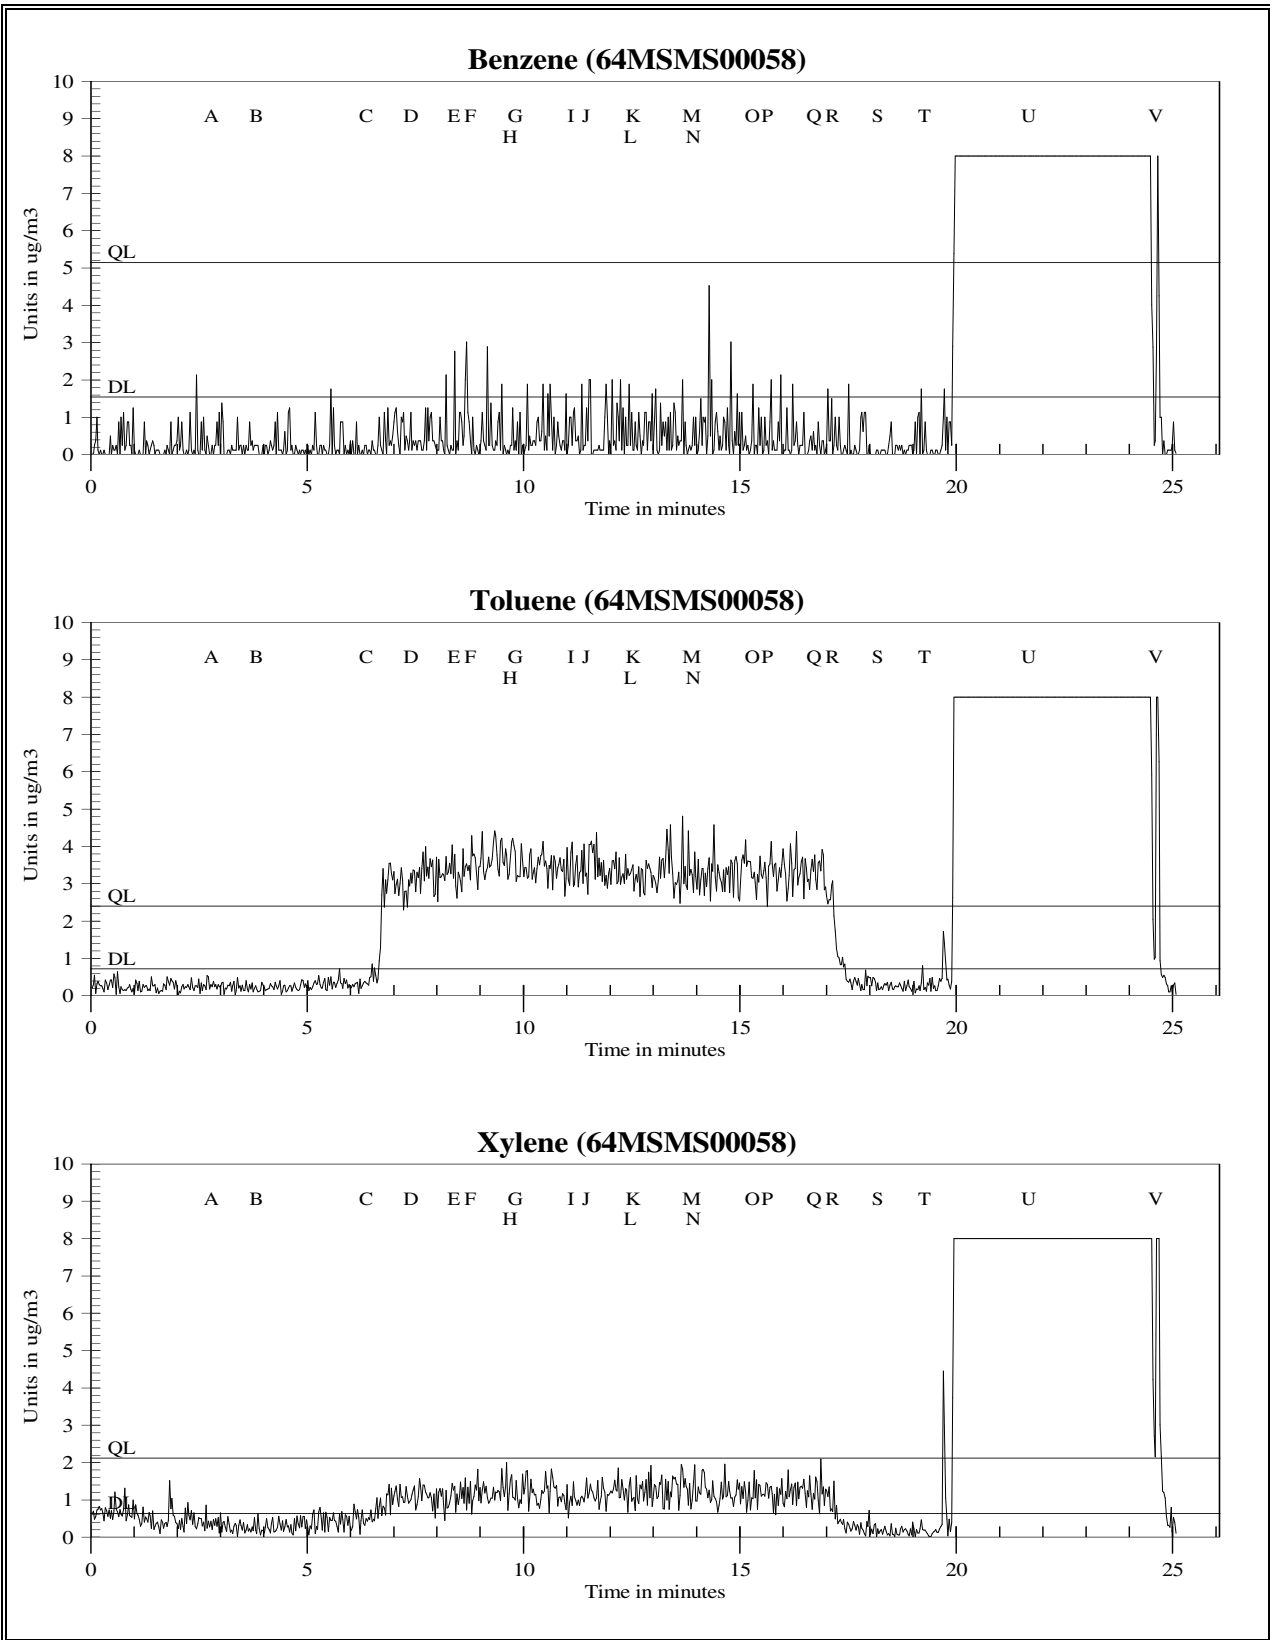 Benzene (64MSMS00058)
10
A B C D E F G I J K M O P Q R S T U V
9
H L N
8
7
Units in ug/m3
6
QL
5
4
3
2
DL
1
0
0 5 10 15 20 25
Time in minutes
Toluene (64MSMS00058)
10
A B C D E F G I J K M O P Q R S T U V
9
H L N
8
7
Units in ug/m3
6
5
4
3
QL
2
DL
1
0
0 5 10 15 20 25
Time in minutes
Xylene (64MSMS00058)
10
A B C D E F G I J K M O P Q R S T U V
9
H L N
8
7
Units in ug/m3
6
5
4
3
QL
2
DL
1
0
0 5 10 15 20 25
Time in minutes